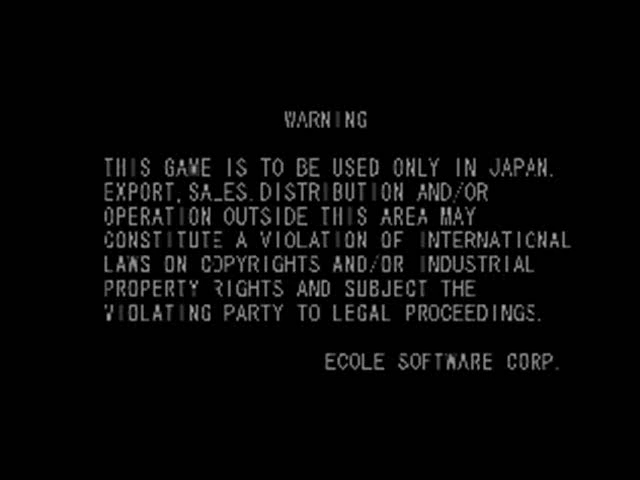 WARNING
THIS GAME IS TO BE USED ONLY IN JAPAN.
EXPORT, SALES, DISTRIBUTION AND/OR
OPERATION OUTSIDE THIS AREA MAY
CONSTITUTE A VIOLATION OF INTERNATIONAL
LAWS ON COPYRIGHTS AND/OR INDUSTRIAL
PROPERTY RIGHTS AND SUBJECT THE
VIOLATING PARTY TO LEGAL PROCEEDINGS.
ECOLE SOFTWARE CORP.